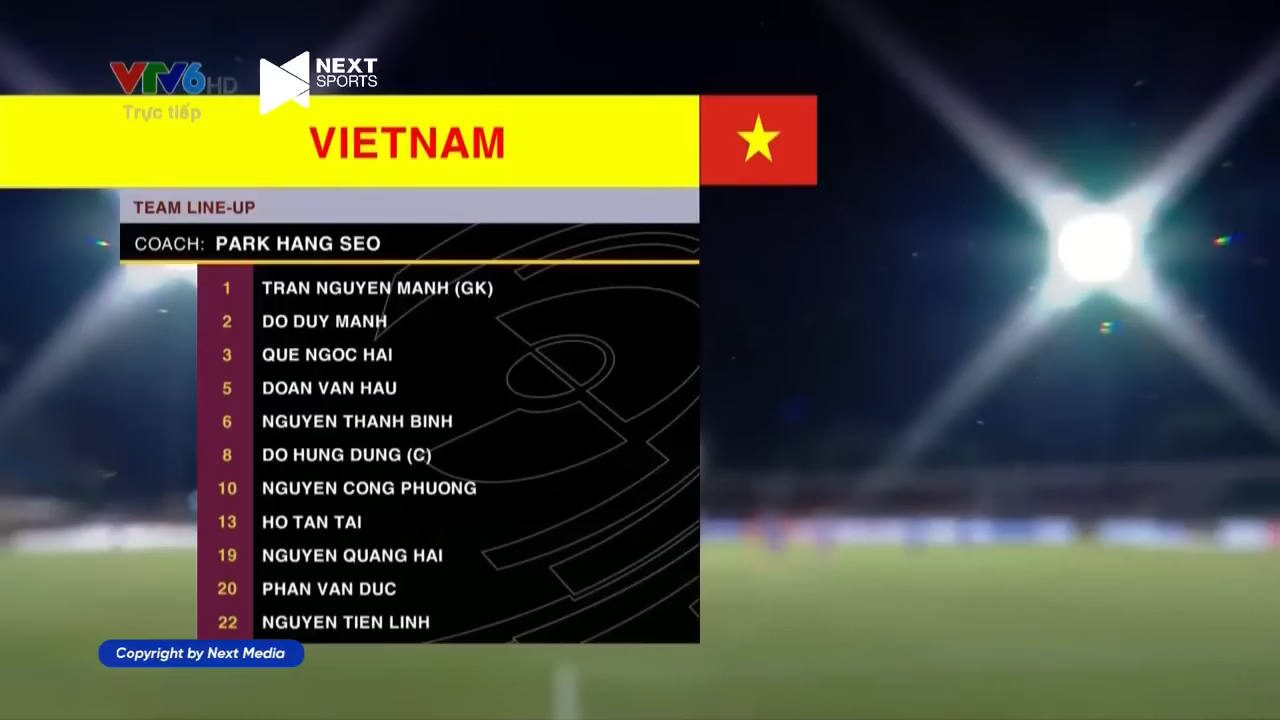 VTV6 HD
Trực tiếp
NEXT
SPORTS
VIETNAM
TEAM LINE-UP
COACH: PARK HANG SEO
1 TRAN NGUYEN MANH (GK)
2 DO DUY MANH
3 QUE NGOC HAI
5 DOAN VAN HAU
6 NGUYEN THANH BINH
8 DO HUNG DUNG (C)
10 NGUYEN CONG PHUONG
13 HO TAN TAI
19 NGUYEN QUANG HAI
20 PHAN VAN DUC
22 NGUYEN TIEN LINH
Copyright by Next Media